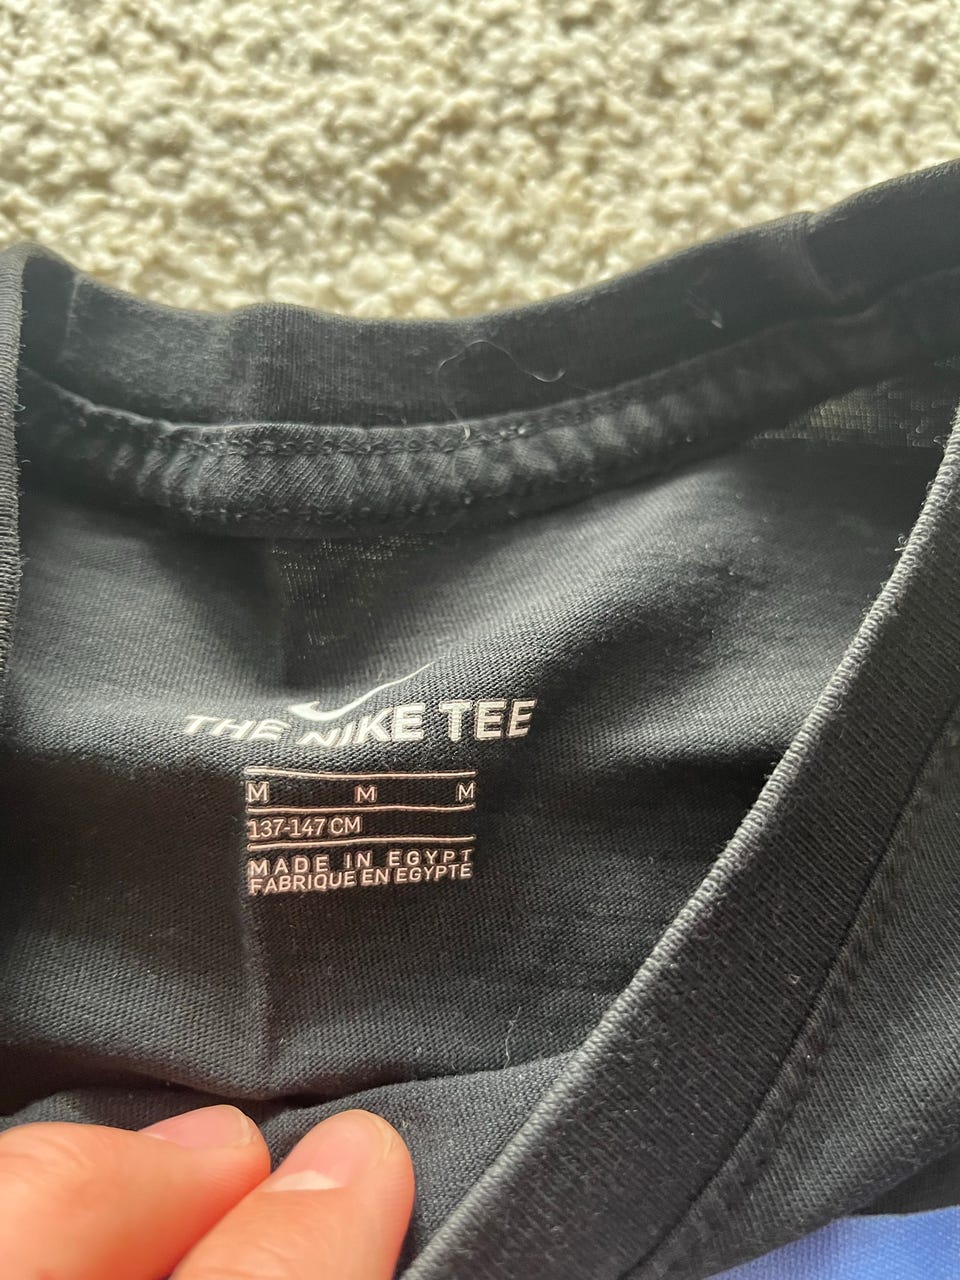 THE NIKE TEE
M M M
137-147 CM
MADE IN EGYPT
FABRIQUE EN EGYPTE